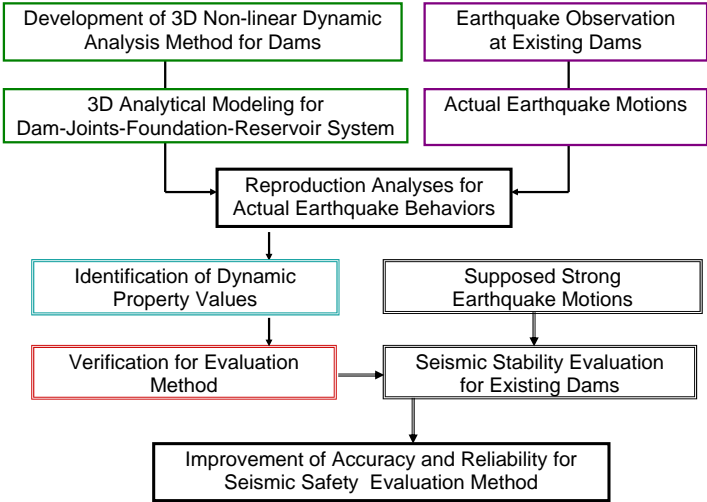 Development of 3D Non-linear Dynamic
Analysis Method for Dams
Earthquake Observation
at Existing Dams
3D Analytical Modeling for
Dam-Joints-Foundation-Reservoir System
Actual Earthquake Motions
Reproduction Analyses for
Actual Earthquake Behaviors
Identification of Dynamic
Property Values
Supposed Strong
Earthquake Motions
Verification for Evaluation
Method
Seismic Stability Evaluation
for Existing Dams
Improvement of Accuracy and Reliability for
Seismic Safety Evaluation Method